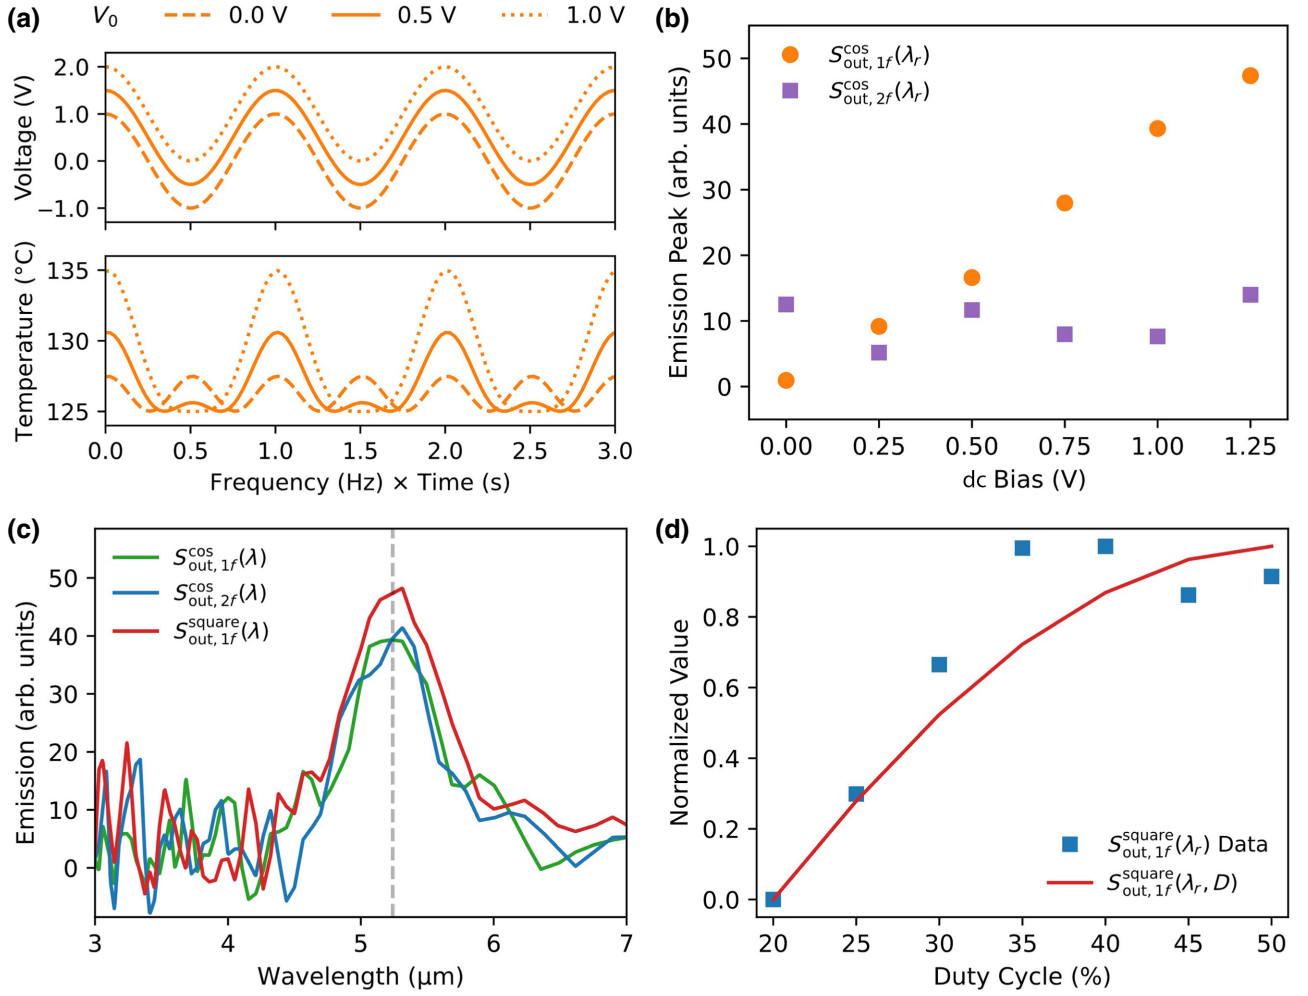 (a) V₀ 0.0 V 0.5 V 1.0 V
Voltage (V)
2.0
1.0
0.0
−1.0
Temperature (°C)
135
130
125
0.0 0.5 1.0 1.5 2.0 2.5 3.0
Frequency (Hz) × Time (s)
(b)
Emission Peak (arb. units)
50
40
30
20
10
0
S^cos_out, 1f(λᵣ)
S^cos_out, 2f(λᵣ)
0.00 0.25 0.50 0.75 1.00 1.25
dc Bias (V)
(c)
Emission (arb. units)
50
40
30
20
10
0
S^cos_out, 1f(λ)
S^cos_out, 2f(λ)
S^square_out, 1f(λ)
3 4 5 6 7
Wavelength (μm)
(d)
Normalized Value
1.0
0.8
0.6
0.4
0.2
0.0
S^square_out, 1f(λᵣ) Data
S^square_out, 1f(λᵣ, D)
20 25 30 35 40 45 50
Duty Cycle (%)